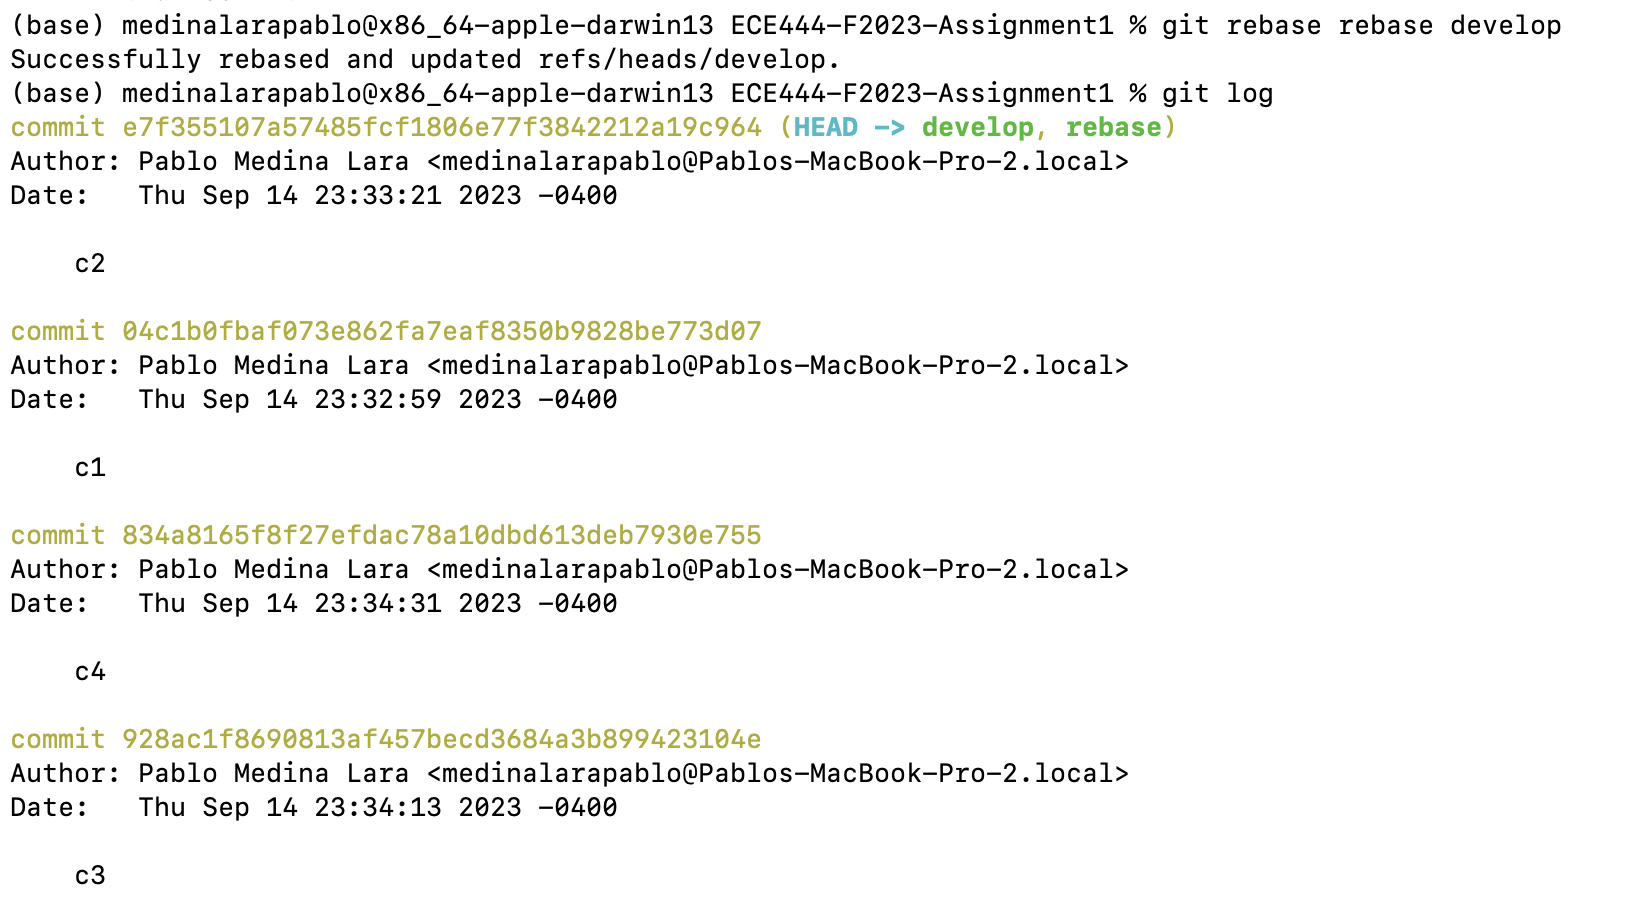 (base) medinalarapablo@x86_64-apple-darwin13 ECE444-F2023-Assignment1 % git rebase rebase develop
Successfully rebased and updated refs/heads/develop.
(base) medinalarapablo@x86_64-apple-darwin13 ECE444-F2023-Assignment1 % git log
commit e7f355107a57485fcf1806e77f3842212a19c964 (HEAD -> develop, rebase)
Author: Pablo Medina Lara <medinalarapablo@Pablos-MacBook-Pro-2.local>
Date:   Thu Sep 14 23:33:21 2023 -0400
c2
commit 04c1b0fbaf073e862fa7eaf8350b9828be773d07
Author: Pablo Medina Lara <medinalarapablo@Pablos-MacBook-Pro-2.local>
Date:   Thu Sep 14 23:32:59 2023 -0400
c1
commit 834a8165f8f27efdac78a10dbd613deb7930e755
Author: Pablo Medina Lara <medinalarapablo@Pablos-MacBook-Pro-2.local>
Date:   Thu Sep 14 23:34:31 2023 -0400
c4
commit 928ac1f8690813af457becd3684a3b899423104e
Author: Pablo Medina Lara <medinalarapablo@Pablos-MacBook-Pro-2.local>
Date:   Thu Sep 14 23:34:13 2023 -0400
c3